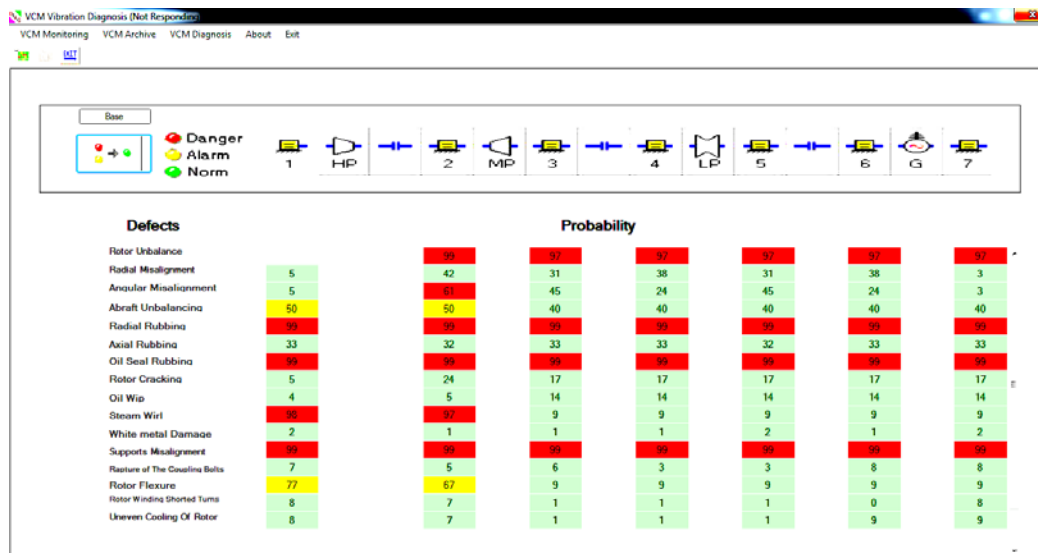 VCM Vibration Diagnosis (Not Responding
VCM Monitoring VCM Archive VCM Diagnosis About Exit
EXIT
Base
Danger
Alarm
Norm
1 HP 2 MP 3 4 LP 5 6 G 7
Defects Probability
Rotor Unbalance 99 97 97 97 97 97
Radial Misalignment 5 42 31 38 31 38 3
Angular Misalignment 5 61 45 24 45 24 3
Abraft Unbalancing 50 50 40 40 40 40 40
Radial Rubbing 99 99 99 99 99 99 99
Axial Rubbing 33 32 33 33 32 33 33
Oil Seal Rubbing 99 99 99 99 99 99 99
Rotor Cracking 5 24 17 17 17 17 17
Oil Wip 4 5 14 14 14 14 14
Steam Wirl 98 97 9 9 9 9 9
White metal Damage 2 1 1 1 2 1 2
Supports Misalignment 99 99 99 99 99 99 99
Rapture of The Coupling Bolts 7 5 6 3 3 8 8
Rotor Flexure 77 67 9 9 9 9 9
Rotor Winding Shorted Turns 8 7 1 1 1 0 8
Uneven Cooling Of Rotor 8 7 1 1 1 9 9